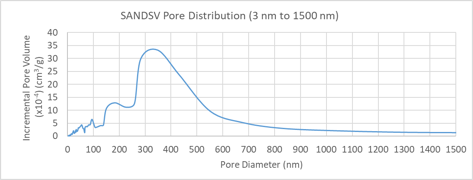 SANDSV Pore Distribution (3 nm to 1500 nm)
Incremental Pore Volume
(x10⁻⁴) (cm³/g)
40
35
30
25
20
15
10
5
0
0 100 200 300 400 500 600 700 800 900 1000 1100 1200 1300 1400 1500
Pore Diameter (nm)